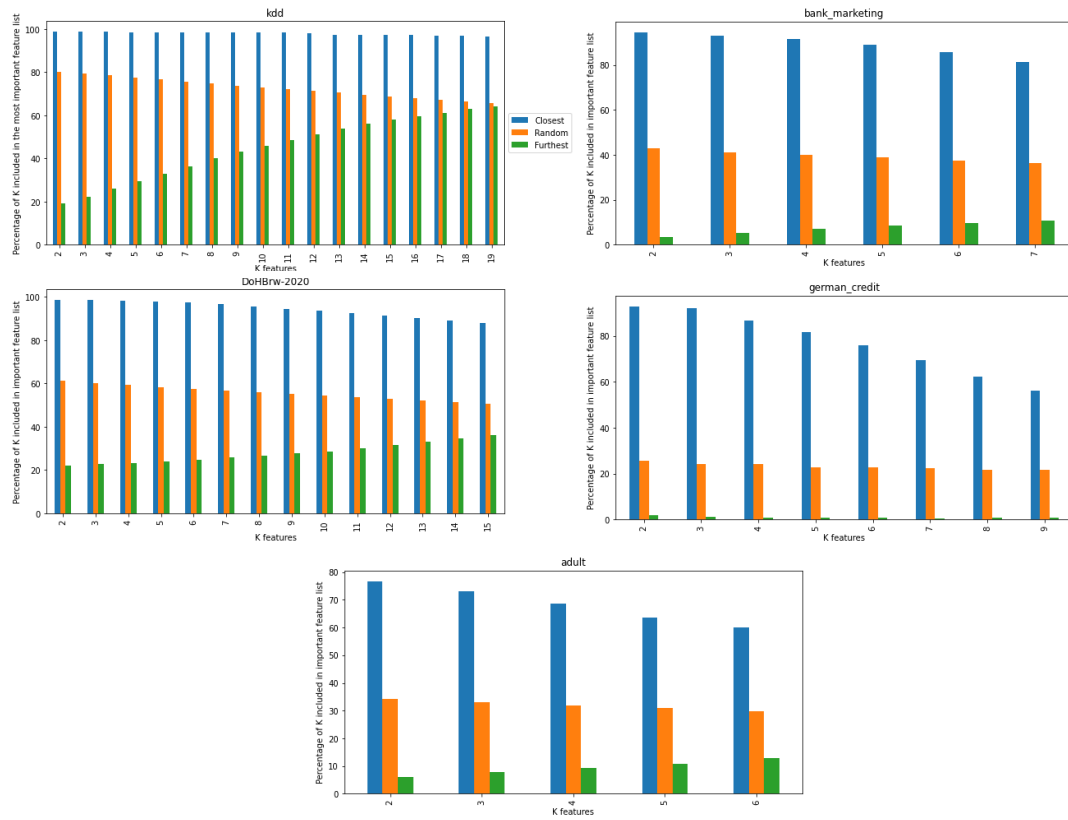 kdd
Percentage of K included in the most important feature list
100
80
60
40
20
0
2 3 4 5 6 7 8 9 10 11 12 13 14 15 16 17 18 19
K features
Closest
Random
Furthest
bank_marketing
Percentage of K included in important feature list
80
60
40
20
0
2 3 4 5 6 7
K features
DoHBrw-2020
Percentage of K included in important feature list
100
80
60
40
20
0
2 3 4 5 6 7 8 9 10 11 12 13 14 15
K features
german_credit
Percentage of K included in important feature list
80
60
40
20
0
2 3 4 5 6 7 8 9
K features
adult
Percentage of K included in important feature list
80
70
60
50
40
30
20
10
0
2 3 4 5 6
K features